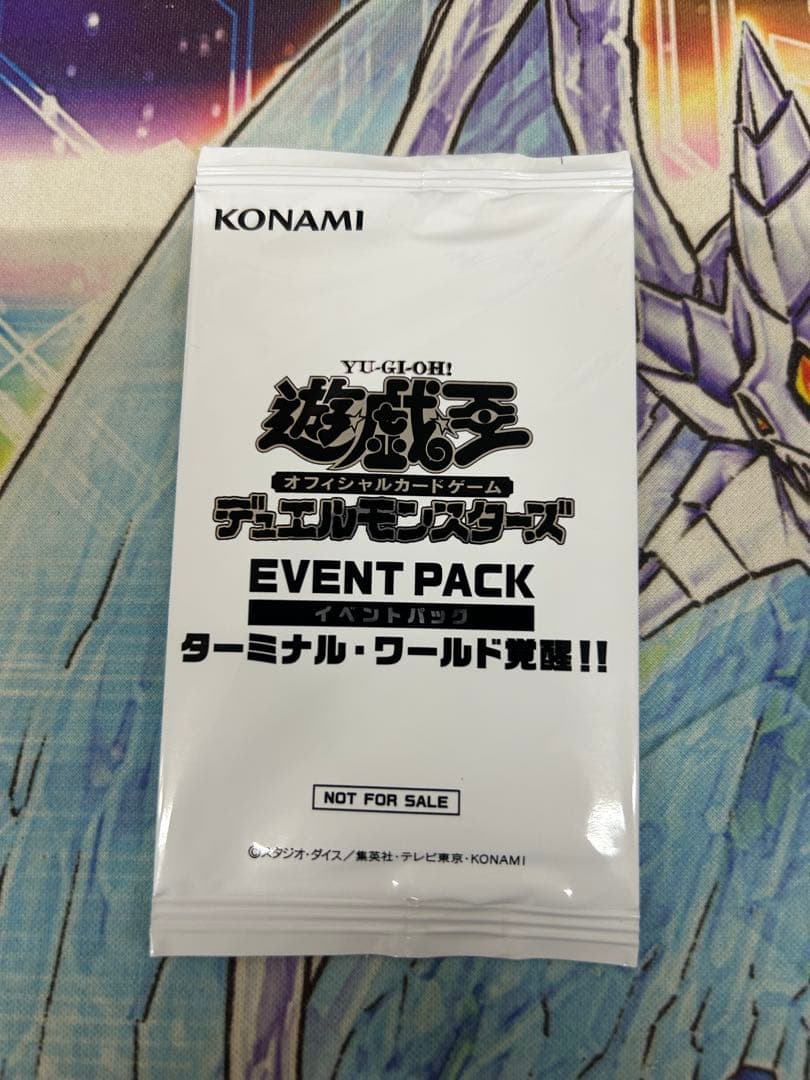 KONAMI
YU-GI-OH!
遊☆戯☆王
オフィシャルカードゲーム
デュエルモンスターズ
EVENT PACK
イベントパック
ターミナル・ワールド覚醒!!
NOT FOR SALE
©スタジオ・ダイス/集英社・テレビ東京・KONAMI